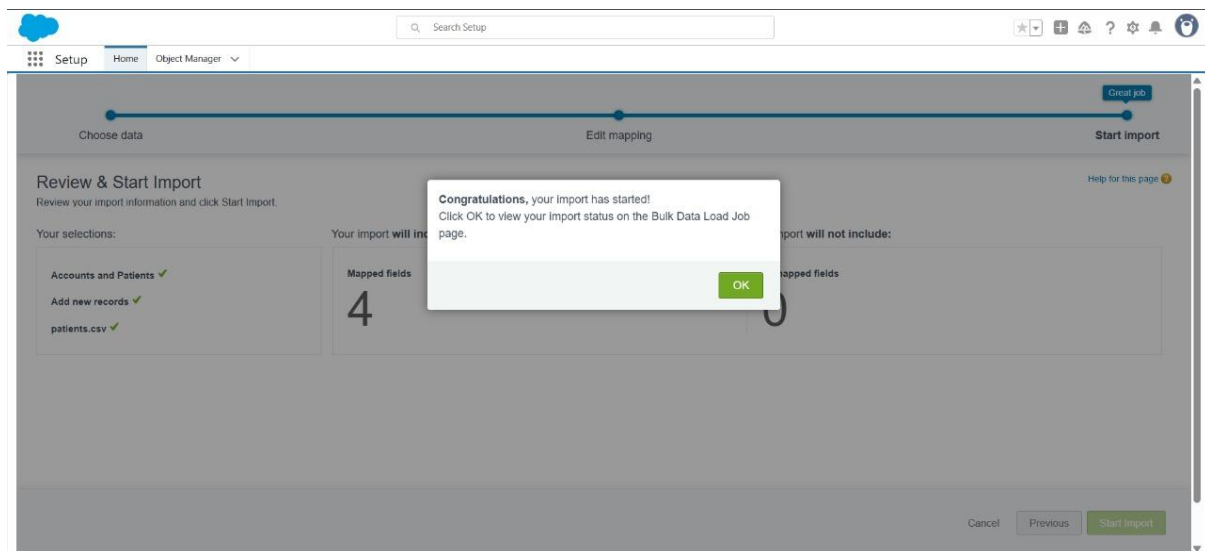 Search Setup
Setup
Home
Object Manager
Great job
Choose data
Edit mapping
Start import
Review & Start Import
Help for this page
Review your import information and click Start Import.
Congratulations, your import has started!
Click OK to view your import status on the Bulk Data Load Job
page.
OK
Your selections:
Your import will
will not include:
Accounts and Patients
Add new records
patients.csv
Mapped fields
4
fields
0
Cancel
Previous
Start Import